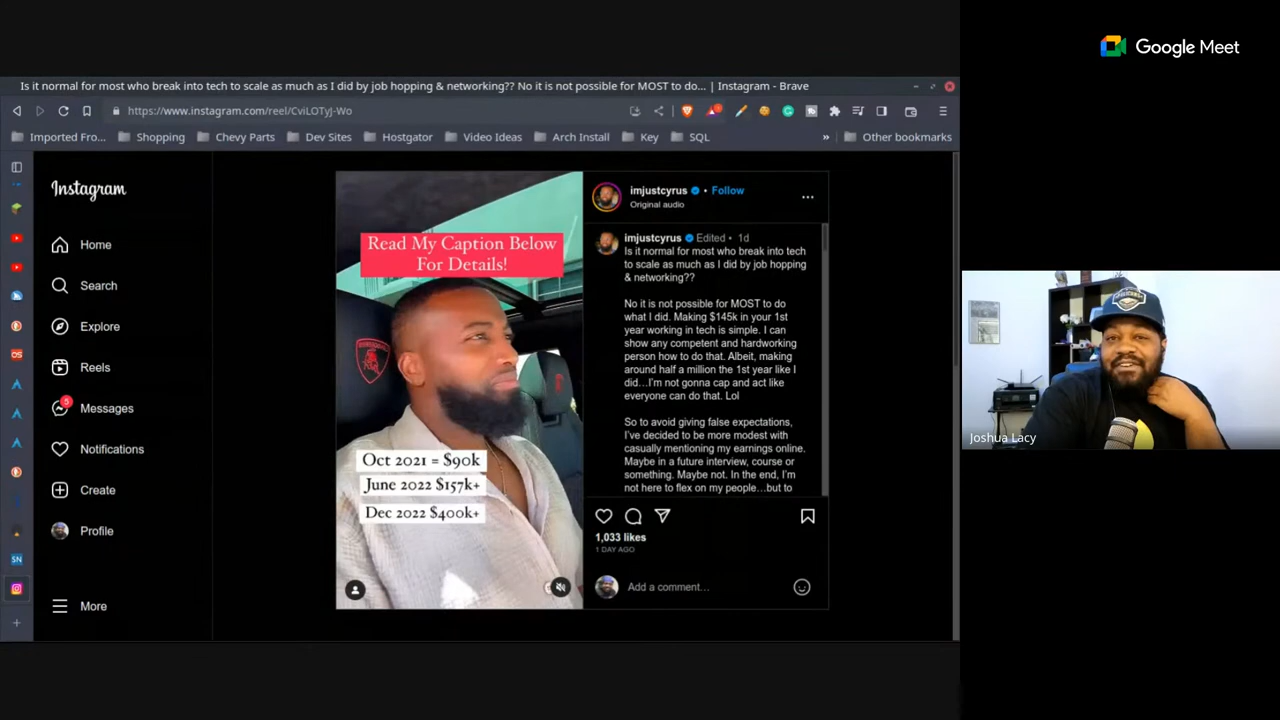 Google Meet
Is it normal for most who break into tech to scale as much as I did by job hopping & networking?? No it is not possible for MOST to do... | Instagram - Brave
https://www.instagram.com/reel/CviLOTyJ-Wo
Imported Fro...
Shopping
Chevy Parts
Dev Sites
Hostgator
Video Ideas
Arch Install
Key
SQL
»
Other bookmarks
Instagram
Home
Search
Explore
Reels
5
Messages
Notifications
Create
Profile
More
Read My Caption Below
For Details!
Oct 2021 = $90k
June 2022 $157k+
Dec 2022 $400k+
imjustcyrus • Follow
Original audio
imjustcyrus Edited • 1d
Is it normal for most who break into tech
to scale as much as I did by job hopping
& networking??
No it is not possible for MOST to do
what I did. Making $145k in your 1st
year working in tech is simple. I can
show any competent and hardworking
person how to do that. Albeit, making
around half a million the 1st year like I
did...I'm not gonna cap and act like
everyone can do that. Lol
So to avoid giving false expectations,
I've decided to be more modest with
casually mentioning my earnings online.
Maybe in a future interview, course or
something. Maybe not. In the end, I'm
not here to flex on my people...but to
1,033 likes
1 DAY AGO
Add a comment...
OS
SN
Joshua Lacy